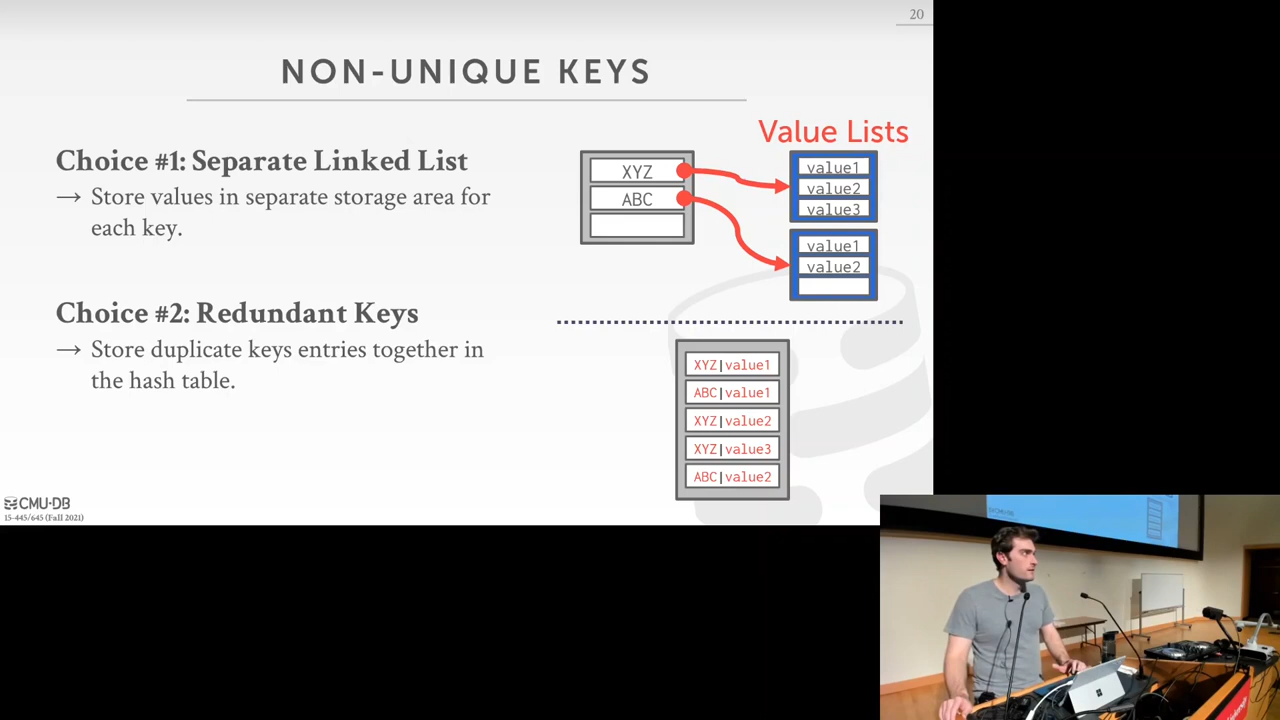 20
NON-UNIQUE KEYS
Choice #1: Separate Linked List
→ Store values in separate storage area for
each key.
Choice #2: Redundant Keys
→ Store duplicate keys entries together in
the hash table.
Value Lists
XYZ
ABC
value1
value2
value3
value1
value2
XYZ|value1
ABC|value1
XYZ|value2
XYZ|value3
ABC|value2
CMU·DB
15-445/645 (Fall 2021)